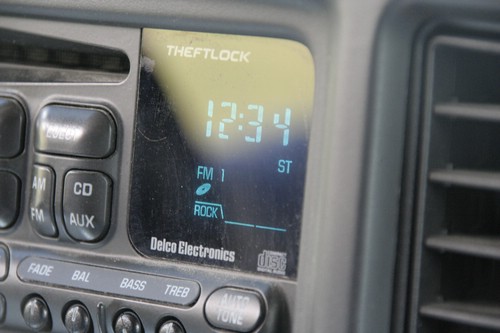 THEFTLOCK
12:34
FM 1
ST
ROCK
AM
FM
CD
AUX
Delco Electronics
disc
FADE
BAL
BASS
TREB
AUTO
TONE